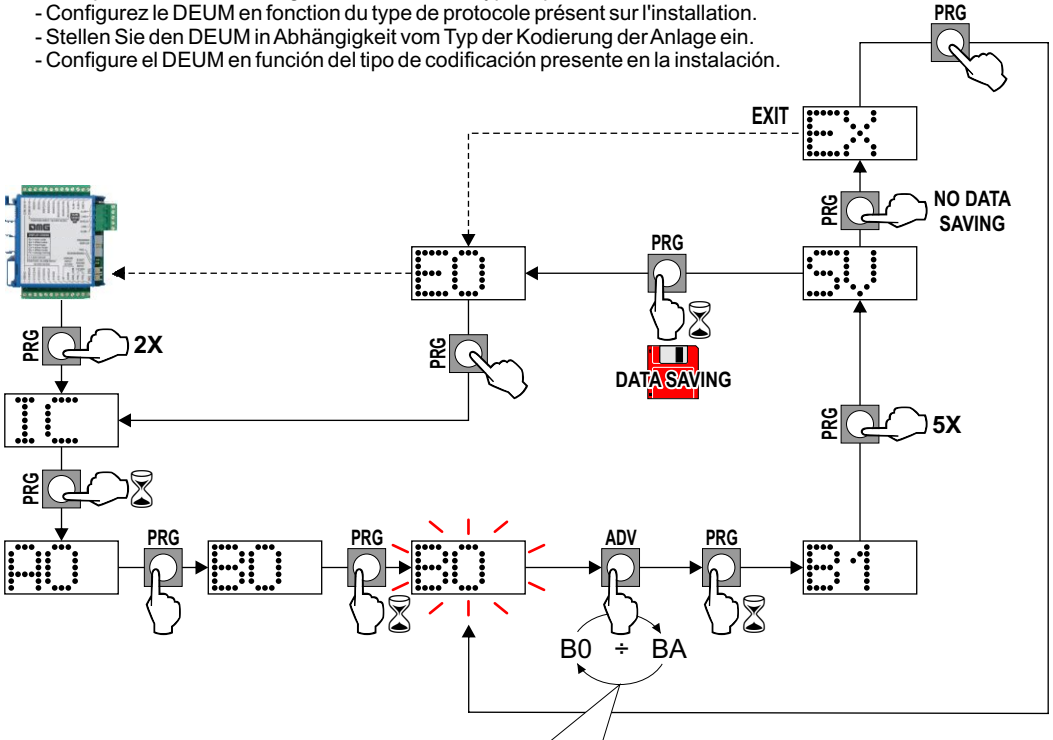 - Configurez le DEUM en fonction du type de protocole présent sur l'installation.
- Stellen Sie den DEUM in Abhängigkeit vom Typ der Kodierung der Anlage ein.
- Configure el DEUM en función del tipo de codificación presente en la instalación.
PRG
EXIT
EX
PRG
NO DATA
SAVING
DMG
EO
PRG
SV
PRG
2X
PRG
DATA SAVING
IC
PRG
5X
PRG
A0
PRG
B0
PRG
B0
ADV
PRG
B1
B0 ÷ BA